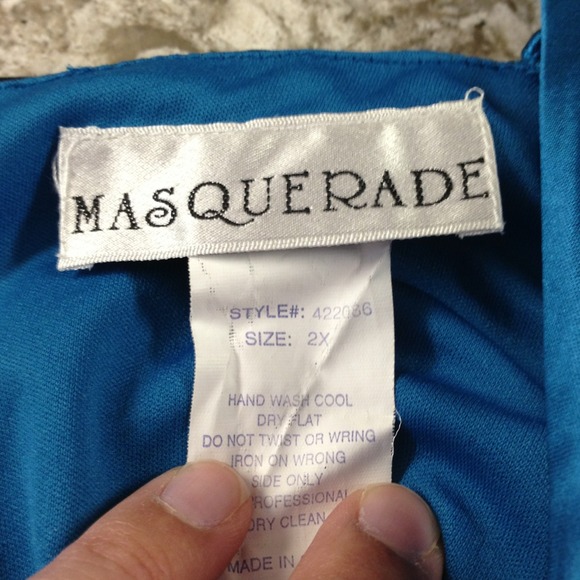 MASQUERADE
STYLE#: 422036
SIZE: 2X
HAND WASH COOL
DRY FLAT
DO NOT TWIST OR WRING
IRON ON WRONG
SIDE ONLY
PROFESSIONAL
DRY CLEAN
MADE IN